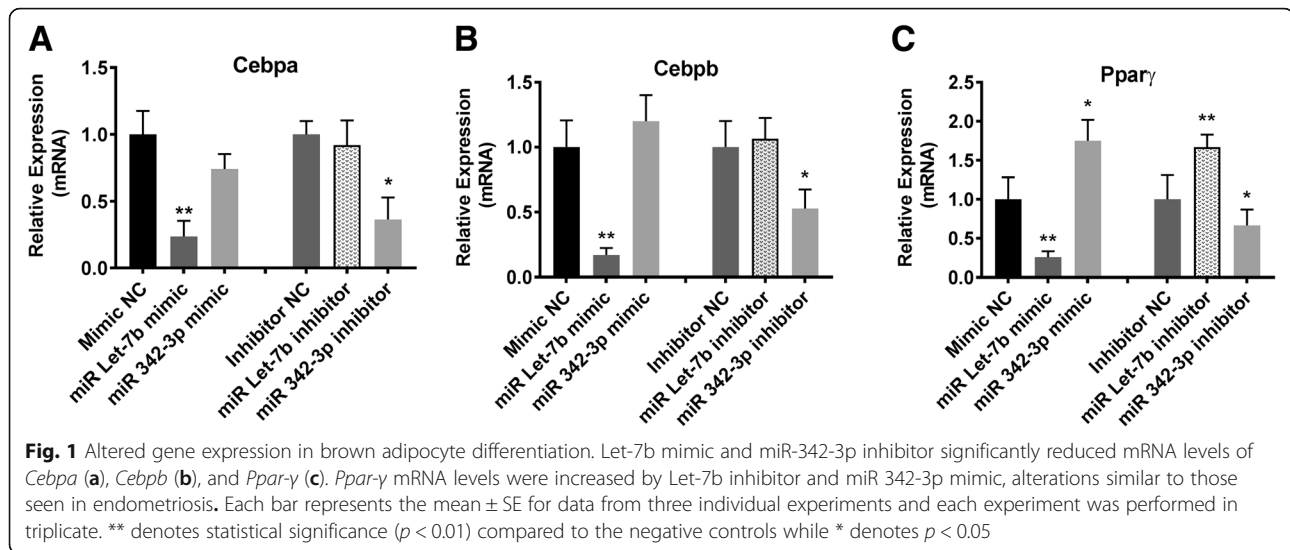 A
Cebpa
Relative Expression
(mRNA)
1.5
1.0
0.5
0.0
**
*
Mimic NC
miR Let-7b mimic
miR 342-3p mimic
Inhibitor NC
miR Let-7b inhibitor
miR 342-3p inhibitor
B
Cebpb
Relative Expression
(mRNA)
1.5
1.0
0.5
0.0
**
*
Mimic NC
miR Let-7b mimic
miR 342-3p mimic
Inhibitor NC
miR Let-7b inhibitor
miR 342-3p inhibitor
C
Pparγ
Relative Expression
(mRNA)
2.5
2.0
1.5
1.0
0.5
0.0
**
*
**
*
Mimic NC
miR Let-7b mimic
miR 342-3p mimic
Inhibitor NC
miR Let-7b inhibitor
miR 342-3p inhibitor
Fig. 1 Altered gene expression in brown adipocyte differentiation. Let-7b mimic and miR-342-3p inhibitor significantly reduced mRNA levels of
Cebpa (a), Cebpb (b), and Ppar-γ (c). Ppar-γ mRNA levels were increased by Let-7b inhibitor and miR 342-3p mimic, alterations similar to those
seen in endometriosis. Each bar represents the mean ± SE for data from three individual experiments and each experiment was performed in
triplicate. ** denotes statistical significance (p < 0.01) compared to the negative controls while * denotes p < 0.05